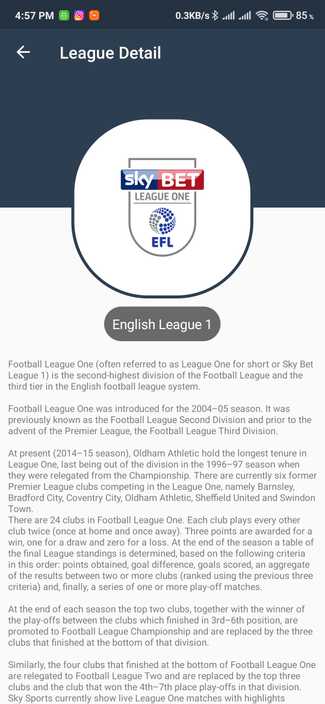 4:57 PM
0.3KB/s
85%
League Detail
sky BET
LEAGUE ONE
EFL
English League 1
Football League One (often referred to as League One for short or Sky Bet
League 1) is the second-highest division of the Football League and the
third tier in the English football league system.
Football League One was introduced for the 2004–05 season. It was
previously known as the Football League Second Division and prior to the
advent of the Premier League, the Football League Third Division.
At present (2014–15 season), Oldham Athletic hold the longest tenure in
League One, last being out of the division in the 1996–97 season when
they were relegated from the Championship. There are currently six former
Premier League clubs competing in the League One, namely Barnsley,
Bradford City, Coventry City, Oldham Athletic, Sheffield United and Swindon
Town.
There are 24 clubs in Football League One. Each club plays every other
club twice (once at home and once away). Three points are awarded for a
win, one for a draw and zero for a loss. At the end of the season a table of
the final League standings is determined, based on the following criteria
in this order: points obtained, goal difference, goals scored, an aggregate
of the results between two or more clubs (ranked using the previous three
criteria) and, finally, a series of one or more play-off matches.
At the end of each season the top two clubs, together with the winner of
the play-offs between the clubs which finished in 3rd–6th position, are
promoted to Football League Championship and are replaced by the three
clubs that finished at the bottom of that division.
Similarly, the four clubs that finished at the bottom of Football League One
are relegated to Football League Two and are replaced by the top three
clubs and the club that won the 4th–7th place play-offs in that division.
Sky Sports currently show live League One matches with highlights